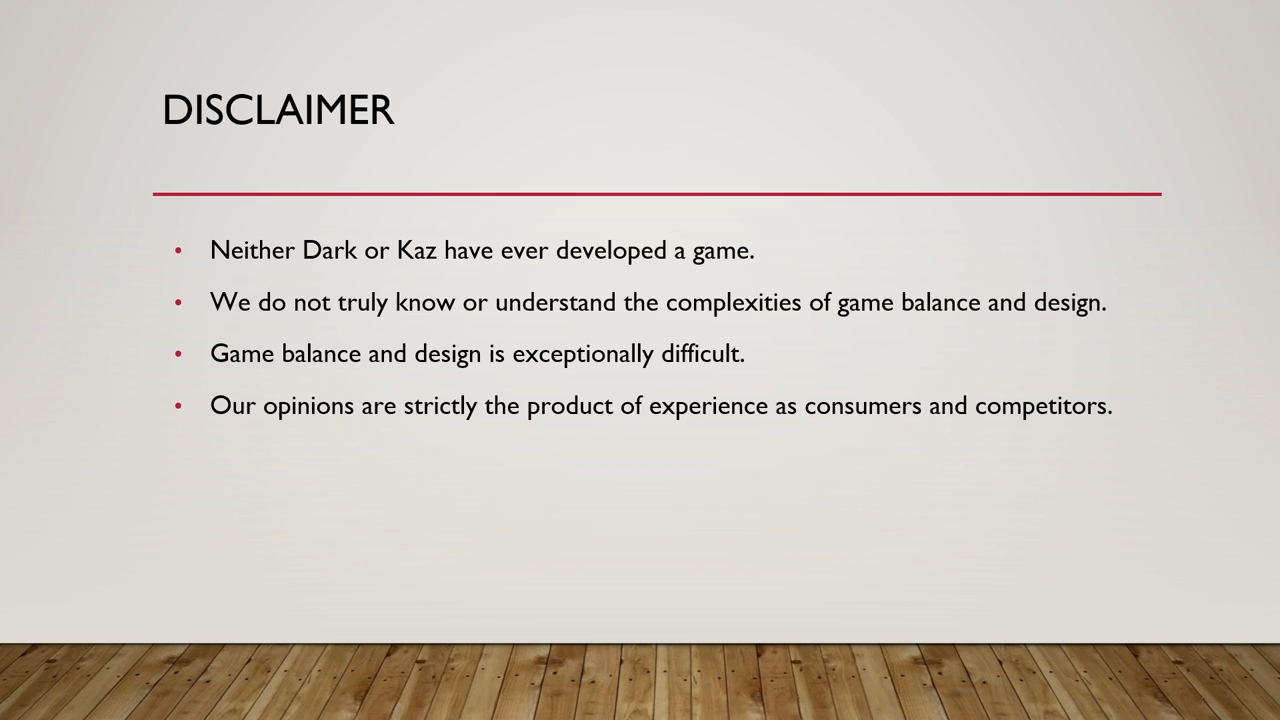 DISCLAIMER
• Neither Dark or Kaz have ever developed a game.
• We do not truly know or understand the complexities of game balance and design.
• Game balance and design is exceptionally difficult.
• Our opinions are strictly the product of experience as consumers and competitors.